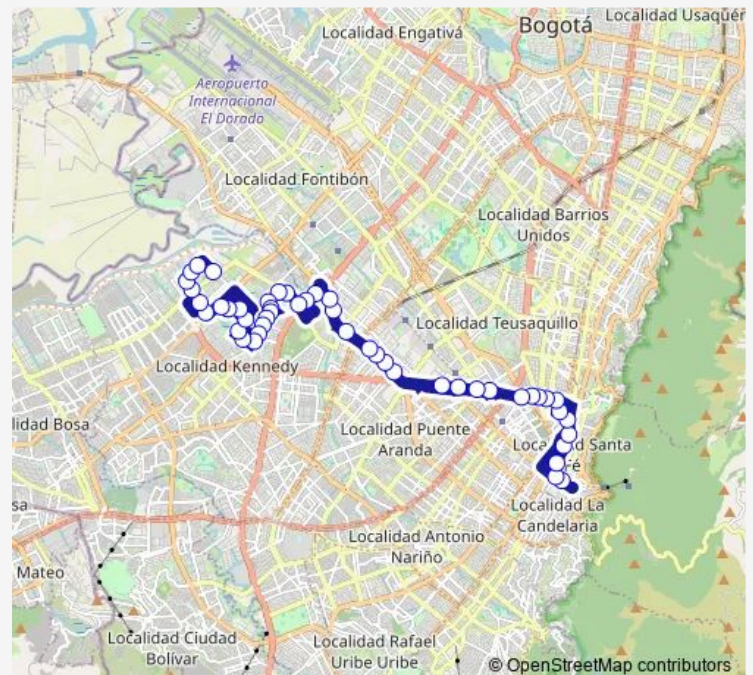 Bogotá
Localidad Usaquén
Localidad Engativá
Aeropuerto
Internacional
El Dorado
Localidad Fontibón
Localidad Barrios
Unidos
Localidad Teusaquillo
Localidad Kennedy
lidad Bosa
Localidad Puente
Aranda
Localidad Santa
Fé
Localidad La
Candelaria
sa
Localidad Antonio
Nariño
Mateo
Localidad Ciudad
Bolívar
Localidad Rafael
Uribe Uribe
© OpenStreetMap contributors